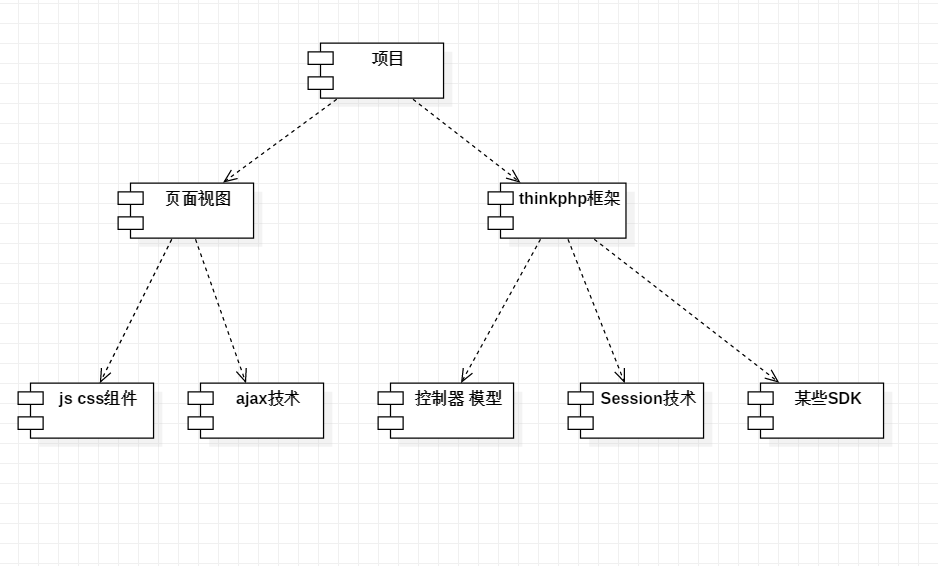 项目
页面视图
thinkphp框架
js css组件
ajax技术
控制器 模型
Session技术
某些SDK